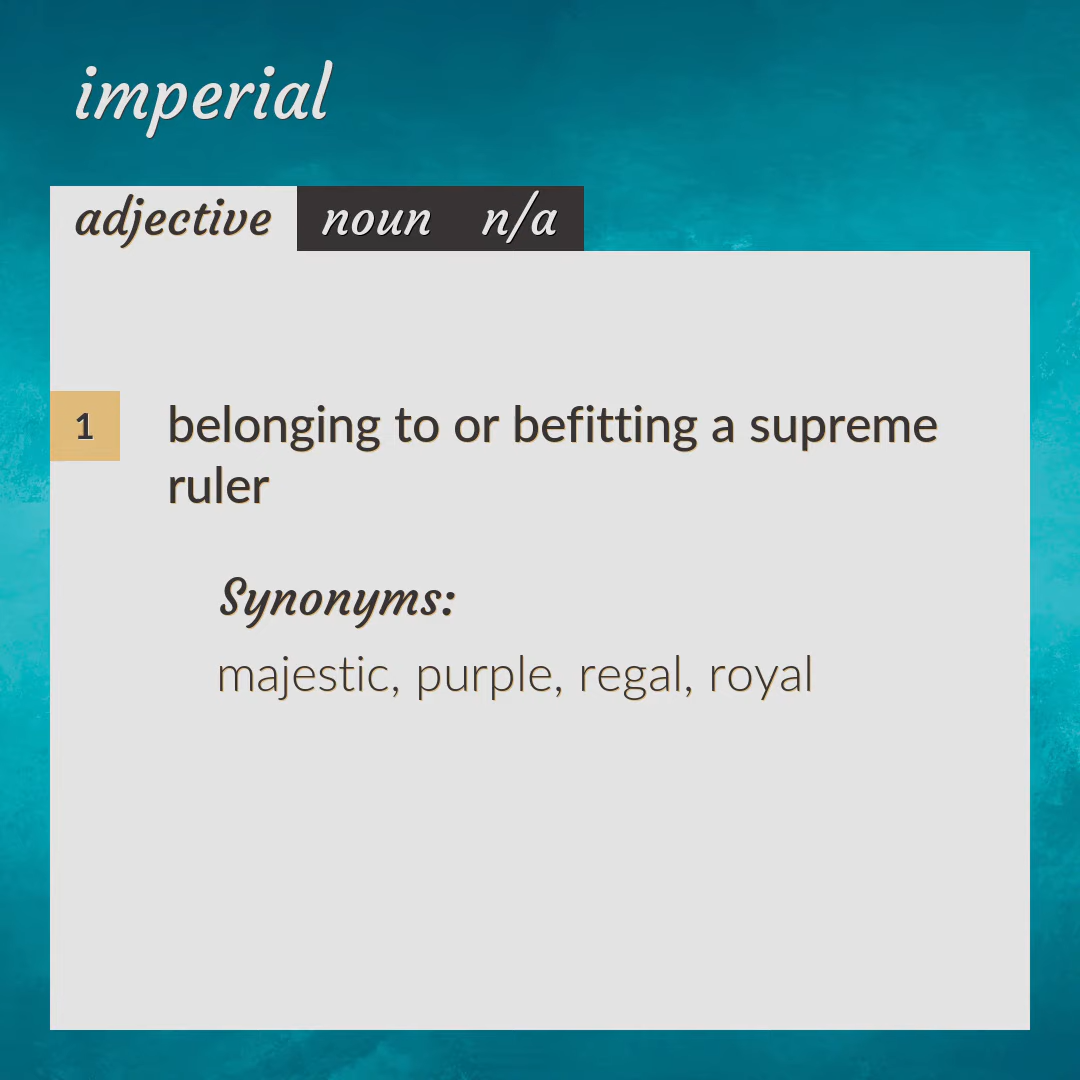 imperial
adjective noun n/a
1 belonging to or befitting a supreme
ruler
Synonyms:
majestic, purple, regal, royal